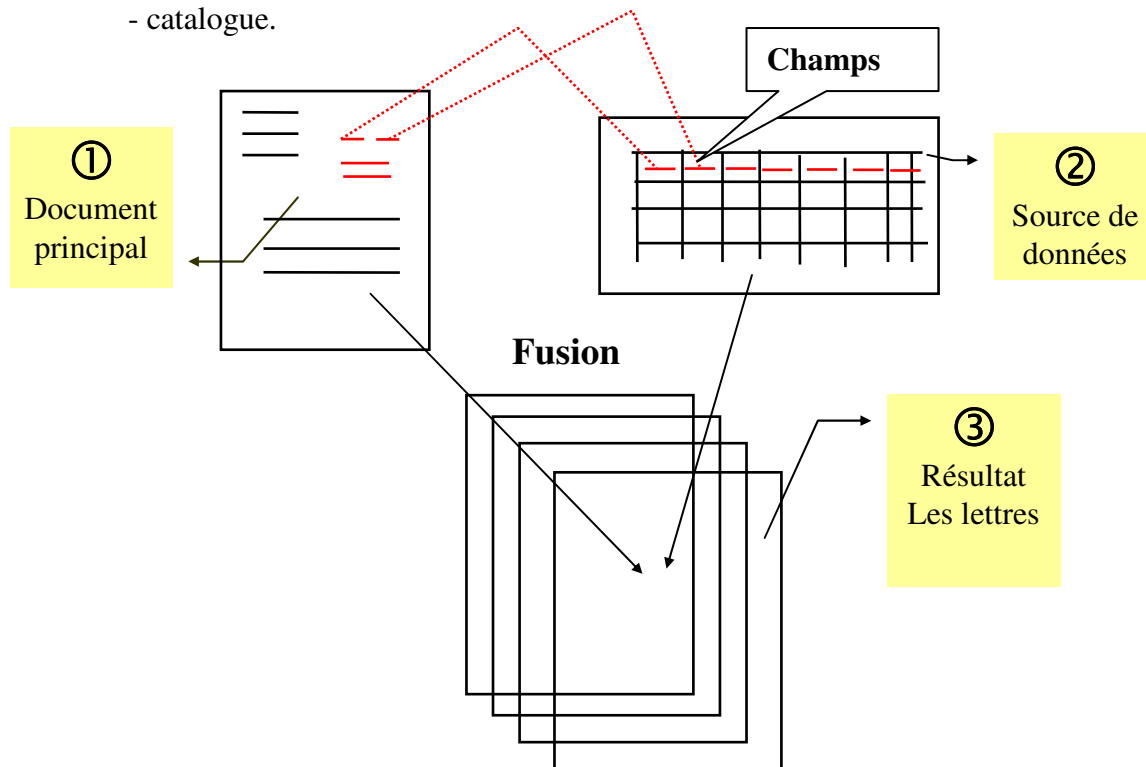 - catalogue.
Champs
①
Document
principal
②
Source de
données
Fusion
③
Résultat
Les lettres